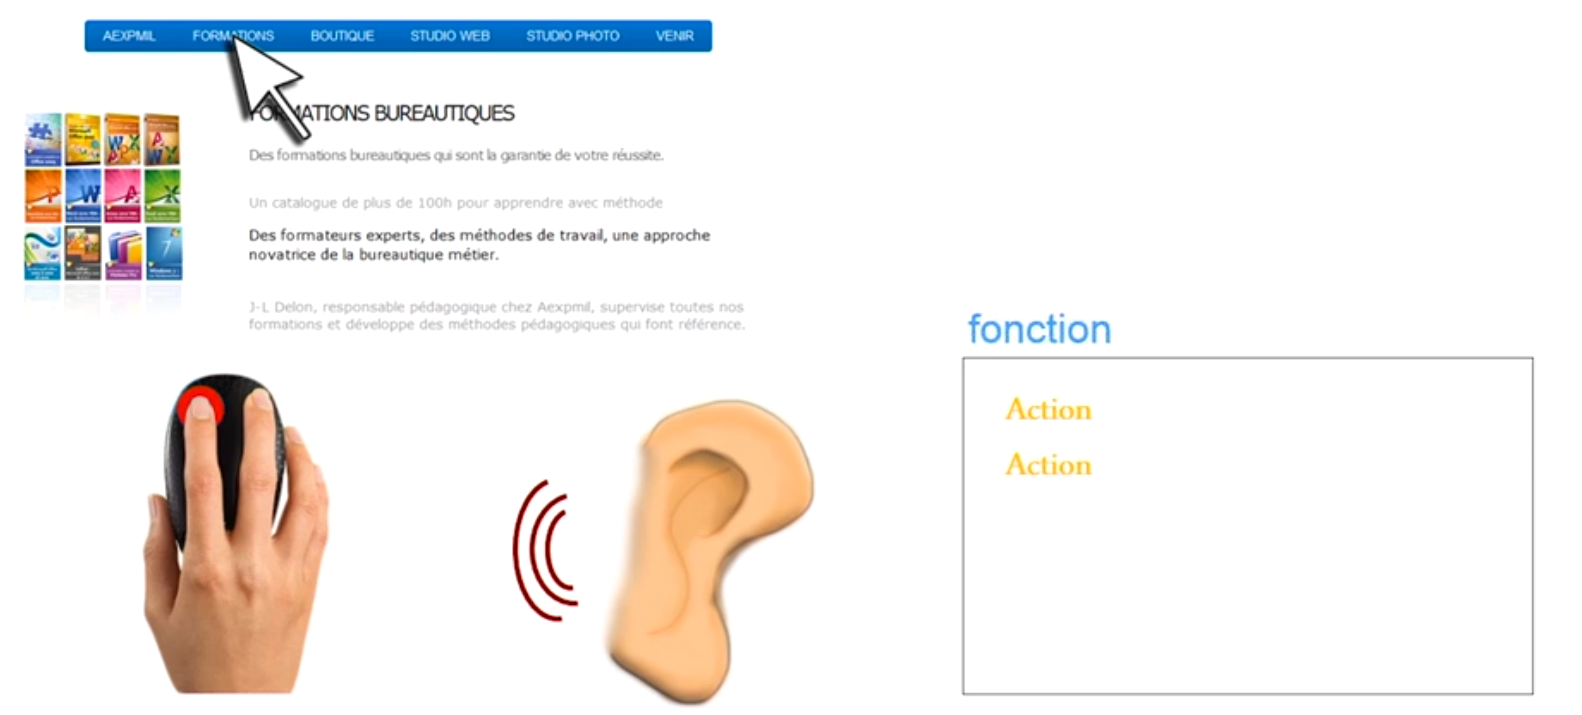 AEXPMIL FORMATIONS BOUTIQUE STUDIO WEB STUDIO PHOTO VENIR
FORMATIONS BUREAUTIQUES
Des formations bureautiques qui sont la garantie de votre réussite.
Un catalogue de plus de 100h pour apprendre avec méthode
Des formateurs experts, des méthodes de travail, une approche
novatrice de la bureautique métier.
J-L Delon, responsable pédagogique chez Aexpmil, supervise toutes nos
formations et développe des méthodes pédagogiques qui font référence.
fonction
Action
Action